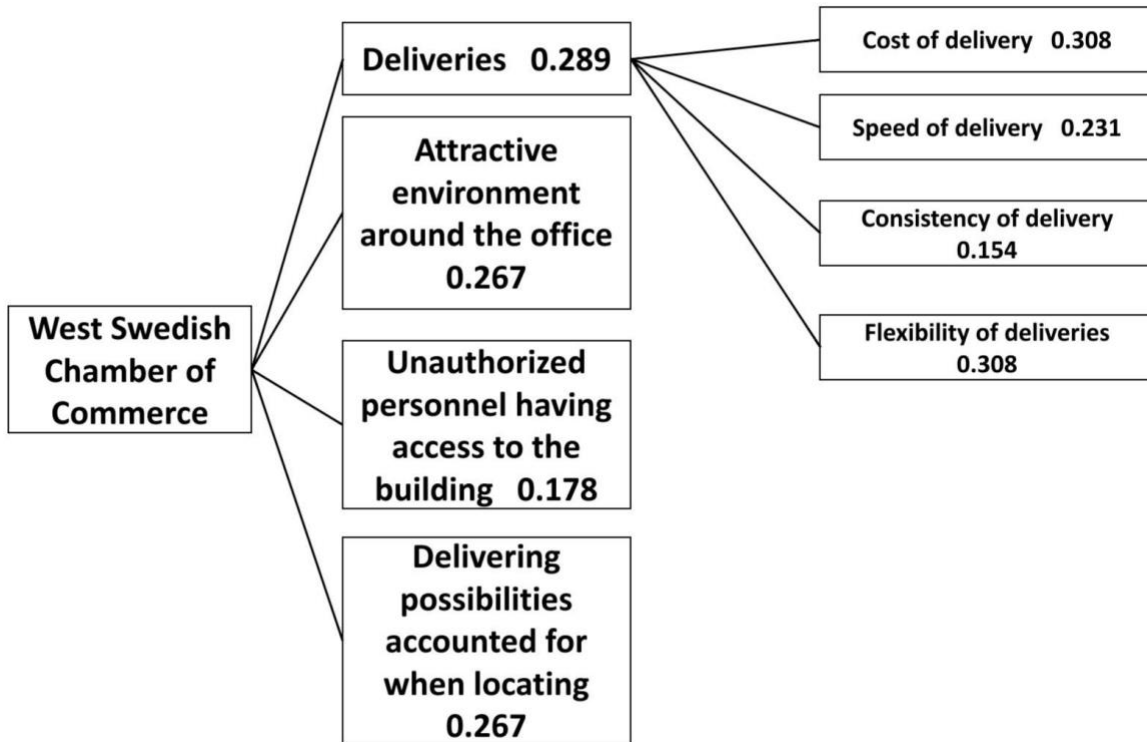 West Swedish
Chamber of
Commerce
Deliveries 0.289
Attractive
environment
around the office
0.267
Unauthorized
personnel having
access to the
building 0.178
Delivering
possibilities
accounted for
when locating
0.267
Cost of delivery 0.308
Speed of delivery 0.231
Consistency of delivery
0.154
Flexibility of deliveries
0.308